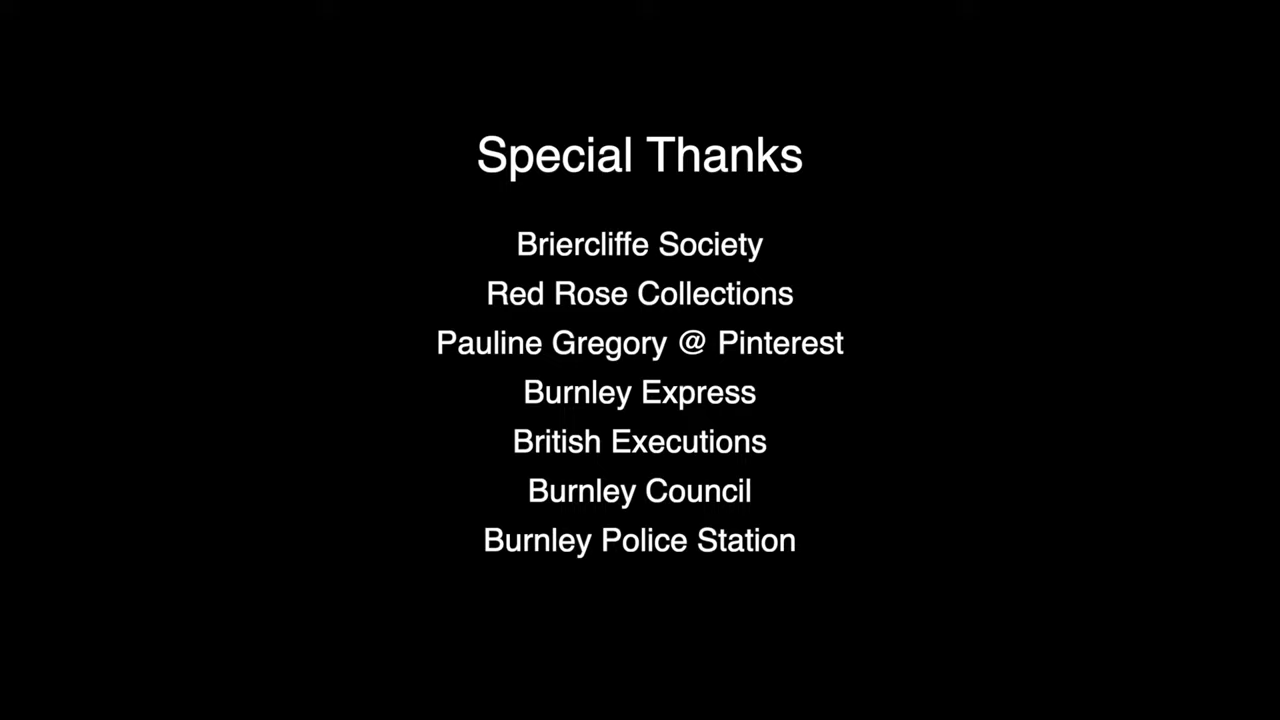 Special Thanks
Briercliffe Society
Red Rose Collections
Pauline Gregory @ Pinterest
Burnley Express
British Executions
Burnley Council
Burnley Police Station